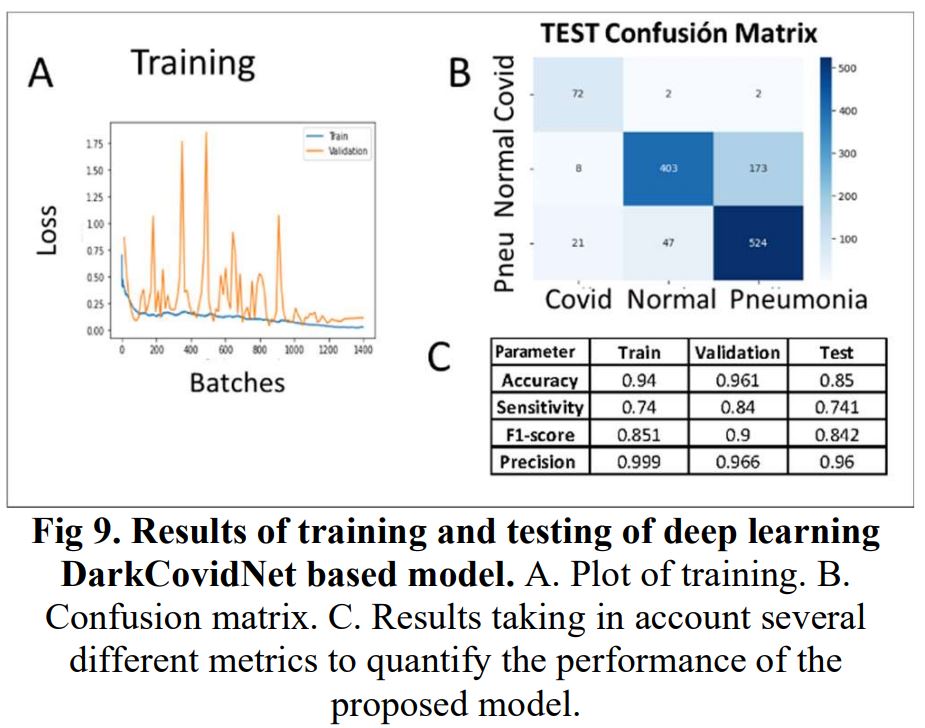 A
Training
Train
Validation
Loss
1.75
1.50
1.25
1.00
0.75
0.50
0.25
0.00
0 200 400 600 800 1000 1200 1400
Batches
B
TEST Confusión Matrix
Pneu Normal Covid
72 2 2
8 403 173
21 47 524
Covid Normal Pneumonia
500
400
300
200
100
C
Parameter Train Validation Test
Accuracy 0.94 0.961 0.85
Sensitivity 0.74 0.84 0.741
F1-score 0.851 0.9 0.842
Precision 0.999 0.966 0.96
Fig 9. Results of training and testing of deep learning
DarkCovidNet based model. A. Plot of training. B.
Confusion matrix. C. Results taking in account several
different metrics to quantify the performance of the
proposed model.